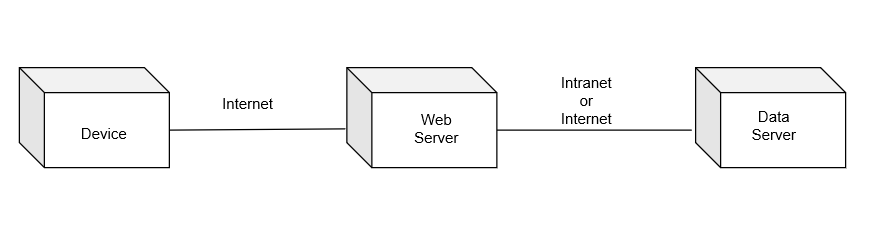 Device
Internet
Web
Server
Intranet
or
Internet
Data
Server